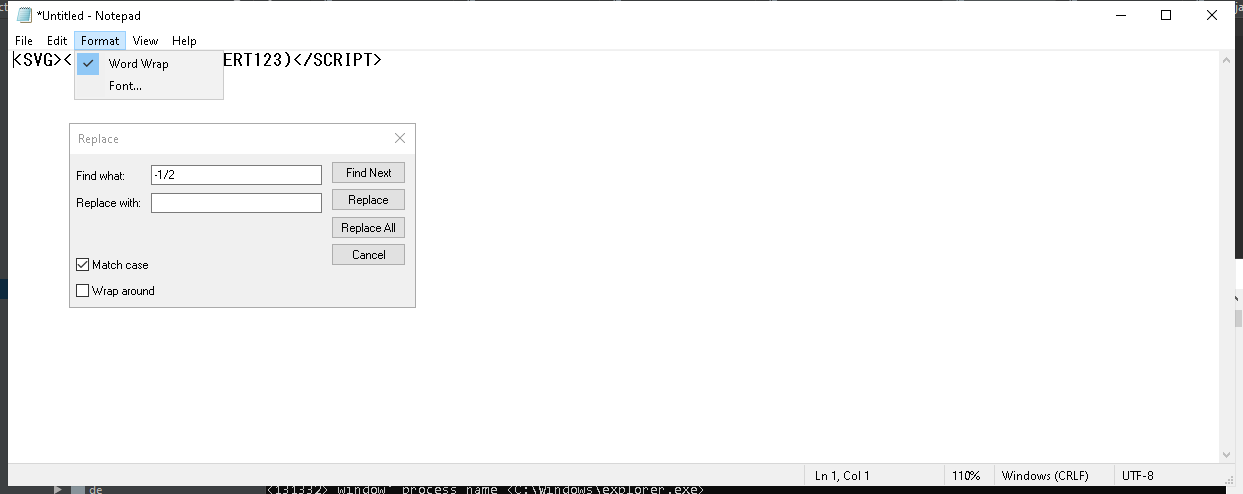 *Untitled - Notepad
File Edit Format View Help
<SVG>< ERT123)</SCRIPT>
Word Wrap
Font...
Replace
Find what: -1/2 Find Next
Replace with: Replace
Replace All
Cancel
Match case
Wrap around
Ln 1, Col 1 110% Windows (CRLF) UTF-8
de <131332> window' process name <C:\Windows\explorer.exe>